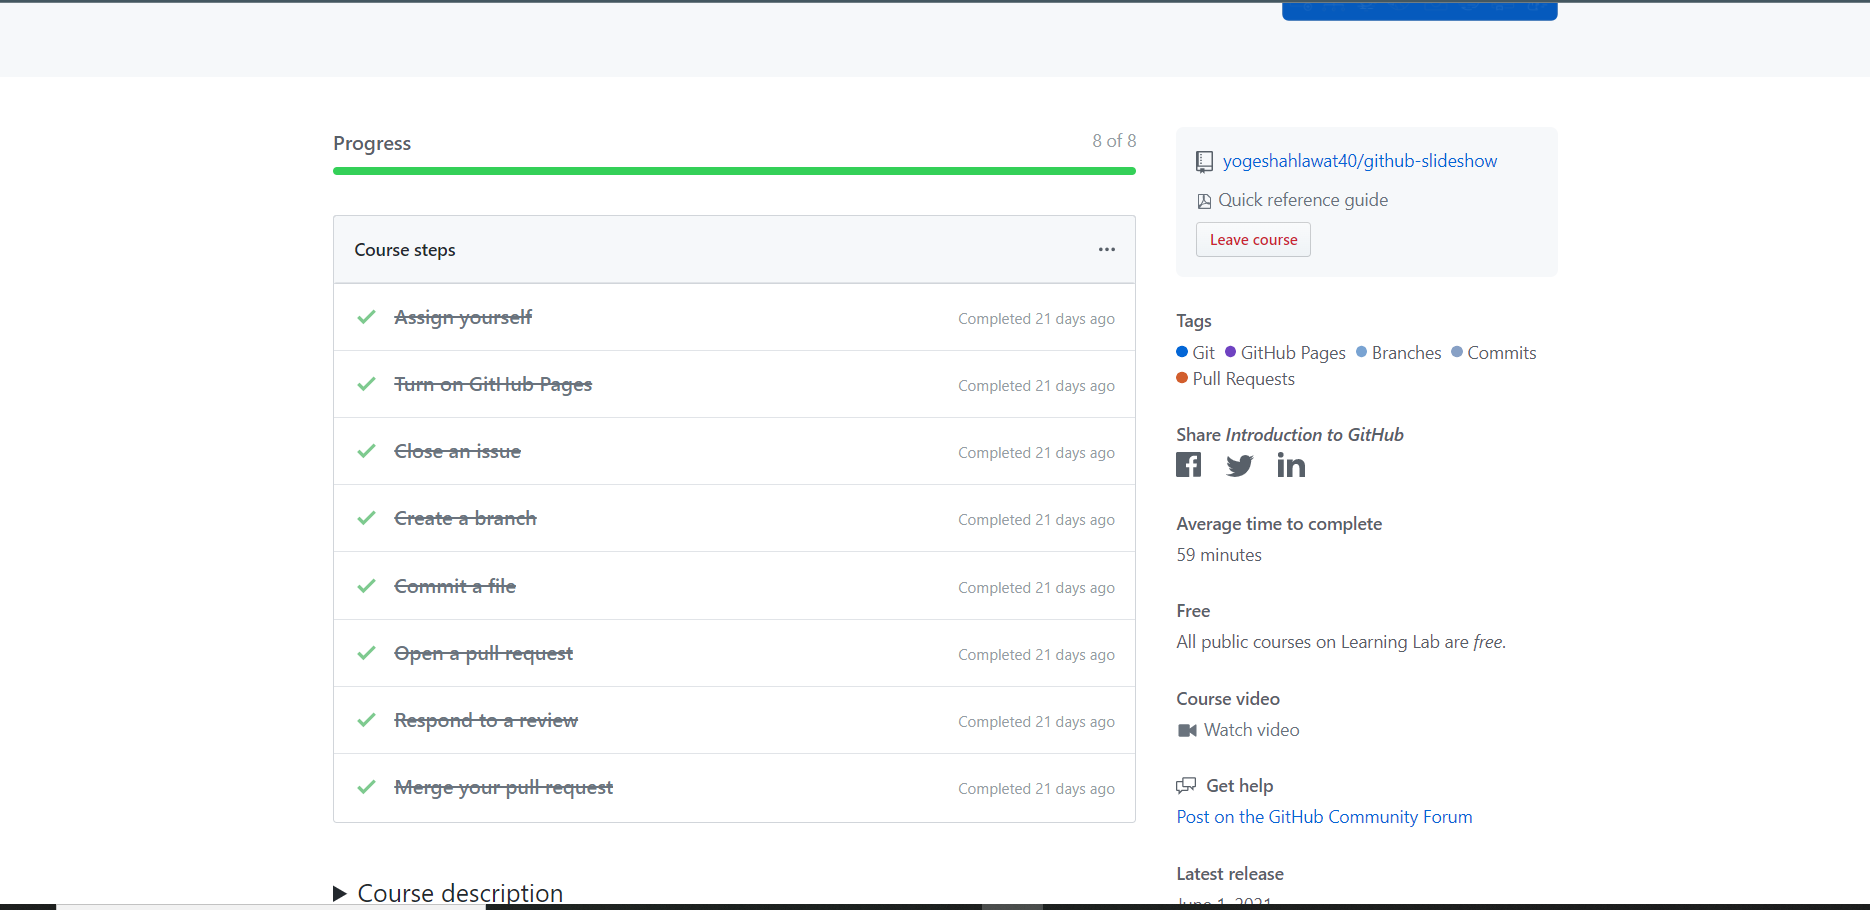 Progress
8 of 8
Course steps
Assign yourself
Completed 21 days ago
Turn on GitHub Pages
Completed 21 days ago
Close an issue
Completed 21 days ago
Create a branch
Completed 21 days ago
Commit a file
Completed 21 days ago
Open a pull request
Completed 21 days ago
Respond to a review
Completed 21 days ago
Merge your pull request
Completed 21 days ago
Course description
yogeshahlawat40/github-slideshow
Quick reference guide
Leave course
Tags
Git GitHub Pages Branches Commits
Pull Requests
Share Introduction to GitHub
Average time to complete
59 minutes
Free
All public courses on Learning Lab are free.
Course video
Watch video
Get help
Post on the GitHub Community Forum
Latest release
June 1, 2021